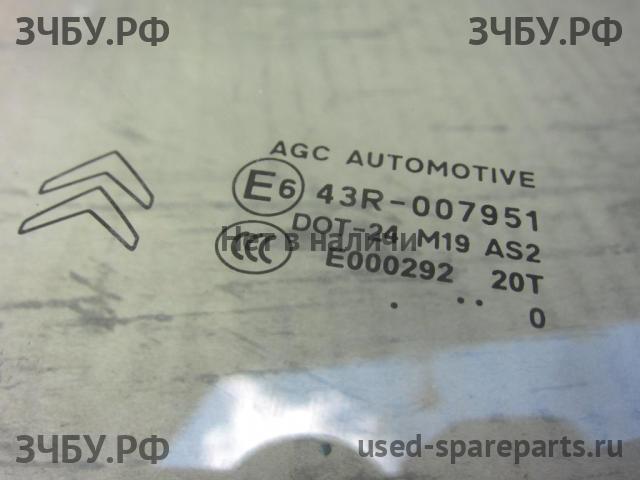 ЗЧБУ.РФ ЗЧБУ.РФ
AGC AUTOMOTIVE
E6 43R-007951
DOT-24 M19 AS2
Нет в наличии
CCC E000292 20T
. ..
0
ЗЧБУ.РФ used-spareparts.ru